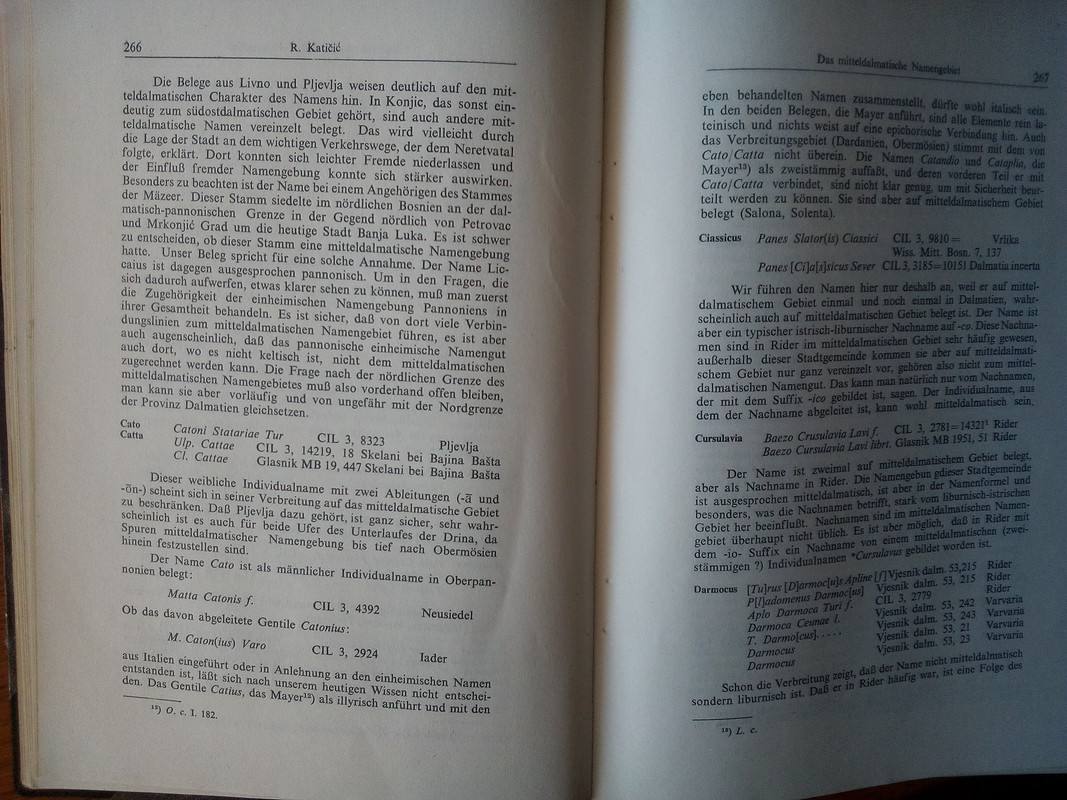 266
R. Katičić
Die Belege aus Livno und Pljevlja weisen deutlich auf den mit-
teldalmatischen Charakter des Namens hin. In Konjic, das sonst ein-
deutig zum südostdalmatischen Gebiet gehört, sind auch andere mit-
teldalmatische Namen vereinzelt belegt. Das wird vielleicht durch
die Lage der Stadt an dem wichtigen Verkehrswege, der dem Neretvatal
folgte, erklärt. Dort konnten sich leichter Fremde niederlassen und
der Einfluß fremder Namengebung konnte sich stärker auswirken.
Besonders zu beachten ist der Name bei einem Angehörigen des Stammes
der Mäzeer. Dieser Stamm siedelte im nördlichen Bosnien an der dal-
matisch-pannonischen Grenze in der Gegend nördlich von Petrovac
und Mrkonjić Grad um die heutige Stadt Banja Luka. Es ist schwer
zu entscheiden, ob dieser Stamm eine mitteldalmatische Namengebung
hatte. Unser Beleg spricht für eine solche Annahme. Der Name Lic-
caius ist dagegen ausgesprochen pannonisch. Um in den Fragen, die
sich dadurch aufwerfen, etwas klarer sehen zu können, muß man zuerst
die Zugehörigkeit der einheimischen Namengebung Pannoniens in
ihrer Gesamtheit behandeln. Es ist sicher, daß von dort viele Verbin-
dungslinien zum mitteldalmatischen Namengebiet führen, es ist aber
auch augenscheinlich, daß das pannonische einheimische Namengut
auch dort, wo es nicht keltisch ist, nicht dem mitteldalmatischen
zugerechnet werden kann. Die Frage nach der nördlichen Grenze des
mitteldalmatischen Namengebietes muß also vorderhand offen bleiben,
man kann sie aber vorläufig und von ungefähr mit der Nordgrenze
der Provinz Dalmatien gleichsetzen.
Cato Catoni Statariae Tur CIL 3, 8323 Pljevlja
Catta Ulp. Cattae CIL 3, 14219, 18 Skelani bei Bajina Bašta
Cl. Cattae Glasnik MB 19, 447 Skelani bei Bajina Bašta
Dieser weibliche Individualname mit zwei Ableitungen (-ā und
-ōn-) scheint sich in seiner Verbreitung auf das mitteldalmatische Gebiet
zu beschränken. Daß Pljevlja dazu gehört, ist ganz sicher, sehr wahr-
scheinlich ist es auch für beide Ufer des Unterlaufes der Drina, da
Spuren mitteldalmatischer Namengebung bis tief nach Obermösien
hinein festzustellen sind.
Der Name Cato ist als männlicher Individualname in Oberpan-
nonien belegt:
Matta Catonis f. CIL 3, 4392 Neusiedel
Ob das davon abgeleitete Gentile Catonius:
M. Caton(ius) Varo CIL 3, 2924 Iader
aus Italien eingeführt oder in Anlehnung an den einheimischen Namen
entstanden ist, läßt sich nach unserem heutigen Wissen nicht entschei-
den. Das Gentile Catius, das Mayer¹²) als illyrisch anführt und mit den
¹²) O. c. I. 182.
Das mitteldalmatische Namengebiet
267
eben behandelten Namen zusammenstellt, dürfte wohl italisch sein.
In den beiden Belegen, die Mayer anführt, sind alle Elemente rein la-
teinisch und nichts weist auf eine epichorische Verbindung hin. Auch
das Verbreitungsgebiet (Dardanien, Obermösien) stimmt mit dem von
Cato/Catta nicht überein. Die Namen Catandio und Cataplia, die
Mayer¹³) als zweistämmig auffaßt, und deren vorderen Teil er mit
Cato/Catta verbindet, sind nicht klar genug, um mit Sicherheit beur-
teilt werden zu können. Sie sind aber auf mitteldalmatischem Gebiet
belegt (Salona, Solenta).
Ciassicus Panes Slator(is) Ciassici CIL 3, 9810 = Vrlika
Wiss. Mitt. Bosn. 7, 137
Panes [Ci]a[s]sicus Sever CIL 3, 3185=10151 Dalmatia incerta
Wir führen den Namen hier nur deshalb an, weil er auf mittel-
dalmatischem Gebiet einmal und noch einmal in Dalmatien, wahr-
scheinlich auch auf mitteldalmatischem Gebiet belegt ist. Der Name ist
aber ein typischer istrisch-liburnischer Nachname auf -co. Diese Nachna-
men sind in Rider im mitteldalmatischen Gebiet sehr häufig gewesen,
außerhalb dieser Stadtgemeinde kommen sie aber auf mitteldalmati-
schem Gebiet nur ganz vereinzelt vor, gehören also nicht zum mittel-
dalmatischen Namengut. Das kann man natürlich nur vom Nachnamen,
der mit dem Suffix -ico gebildet ist, sagen. Der Individualname, aus
dem der Nachname abgeleitet ist, kann wohl mitteldalmatisch sein.
Cursulavia Baezo Crusulavia Lavi f. CIL 3, 2781=14321¹ Rider
Baezo Cursulavia Lavi librt. Glasnik MB 1951, 51 Rider
Der Name ist zweimal auf mitteldalmatischem Gebiet belegt,
aber als Nachname in Rider. Die Namengebung gdieser Stadtgemeinde
ist ausgesprochen mitteldalmatisch, ist aber in der Namenformel und
besonders, was die Nachnamen betrifft, stark vom liburnisch-istrischen
Gebiet her beeinflußt. Nachnamen sind im mitteldalmatischen Namen-
gebiet überhaupt nicht üblich. Es ist aber möglich, daß in Rider mit
dem -io- Suffix ein Nachname von einem mitteldalmatischen (zwei-
stämmigen ?) Individualnamen *Cursulavus gebildet worden ist.
Darmocus [Tu]rus [D]armoc[u]s Apline [f] Vjesnik dalm. 53,215 Rider
P[l]adomenus Darmoc[us] Vjesnik dalm. 53, 215 Rider
Aplo Darmoca Turi f. CIL 3, 2779 Rider
Darmoca Ceunae l. Vjesnik dalm. 53, 242 Varvaria
T. Darmo[cus]..... Vjesnik dalm. 53, 243 Varvaria
Darmocus Vjesnik dalm. 53, 21 Varvaria
Darmocus Vjesnik dalm. 53, 23 Varvaria
Schon die Verbreitung zeigt, daß der Name nicht mitteldalmatisch
sondern liburnisch ist. Daß er in Rider häufig war, ist eine Folge des
¹³) L. c.